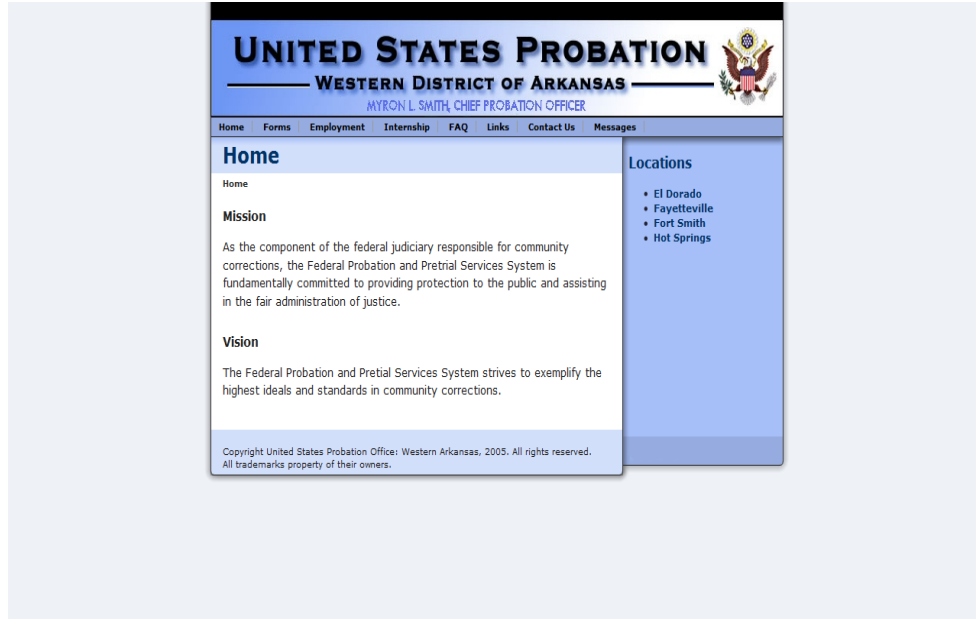 United States Probation
Western District of Arkansas
MYRON L. SMITH, CHIEF PROBATION OFFICER
Home Forms Employment Internship FAQ Links Contact Us Messages
Home
Home
Mission
As the component of the federal judiciary responsible for community
corrections, the Federal Probation and Pretrial Services System is
fundamentally committed to providing protection to the public and assisting
in the fair administration of justice.
Vision
The Federal Probation and Pretial Services System strives to exemplify the
highest ideals and standards in community corrections.
Copyright United States Probation Office: Western Arkansas, 2005. All rights reserved.
All trademarks property of their owners.
Locations
El Dorado
Fayetteville
Fort Smith
Hot Springs